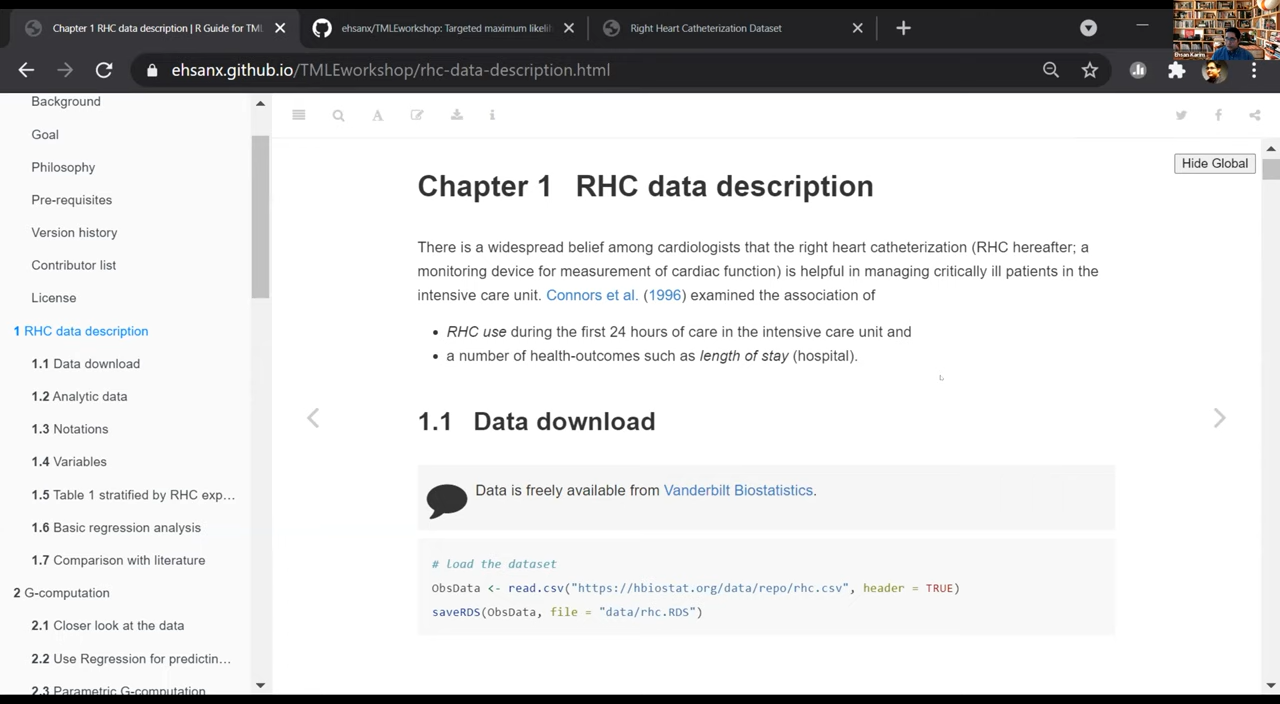 Chapter 1 RHC data description | R Guide for TML
ehsanx/TMLEworkshop: Targeted maximum likeli
Right Heart Catheterization Dataset
Ehsan Karim
ehsanx.github.io/TMLEworkshop/rhc-data-description.html
Background
Goal
Philosophy
Pre-requisites
Version history
Contributor list
License
1 RHC data description
1.1 Data download
1.2 Analytic data
1.3 Notations
1.4 Variables
1.5 Table 1 stratified by RHC exp...
1.6 Basic regression analysis
1.7 Comparison with literature
2 G-computation
2.1 Closer look at the data
2.2 Use Regression for predictin...
2.3 Parametric G-computation
Hide Global
Chapter 1 RHC data description
There is a widespread belief among cardiologists that the right heart catheterization (RHC hereafter; a
monitoring device for measurement of cardiac function) is helpful in managing critically ill patients in the
intensive care unit. Connors et al. (1996) examined the association of
• RHC use during the first 24 hours of care in the intensive care unit and
• a number of health-outcomes such as length of stay (hospital).
1.1 Data download
Data is freely available from Vanderbilt Biostatistics.
# load the dataset
ObsData <- read.csv("https://hbiostat.org/data/repo/rhc.csv", header = TRUE)
saveRDS(ObsData, file = "data/rhc.RDS")